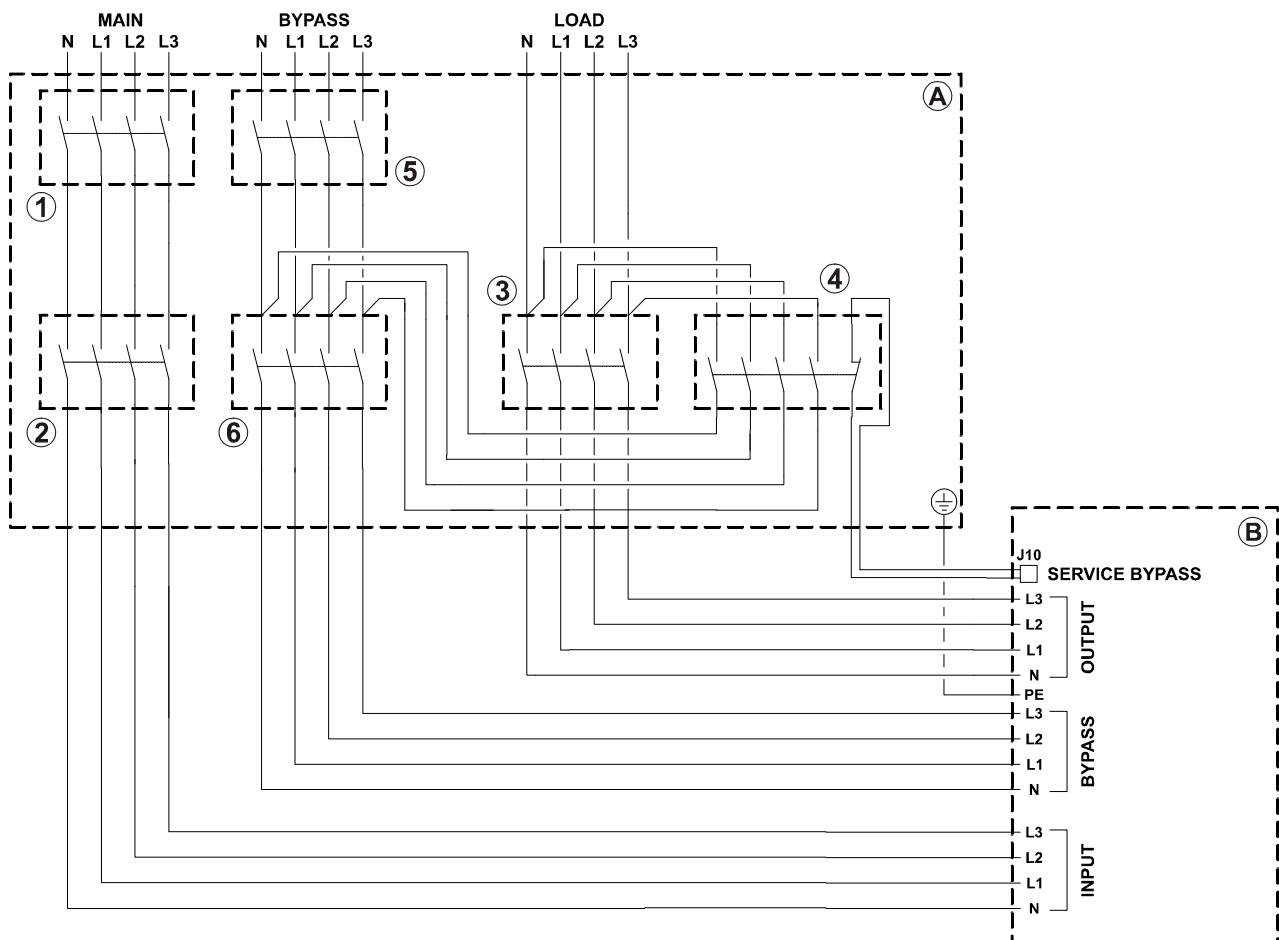 MAIN BYPASS LOAD
N L1 L2 L3 N L1 L2 L3 N L1 L2 L3
A
5
1
4
3
2
6
B
J10
SERVICE BYPASS
L3
L2
L1
N
OUTPUT
PE
L3
L2
L1
N
BYPASS
L3
L2
L1
N
INPUT